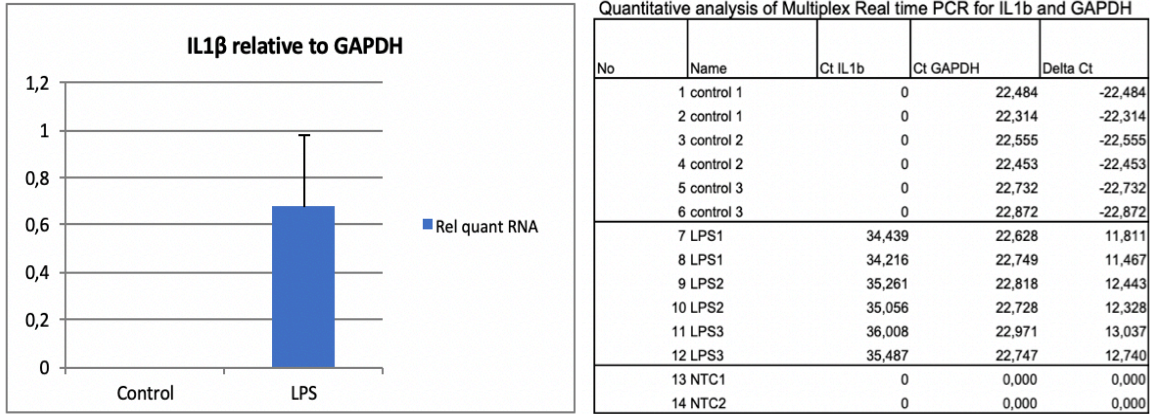 IL1β relative to GAPDH
1,2
1
0,8
0,6
0,4
0,2
0
Control LPS
Rel quant RNA
Quantitative analysis of Multiplex Real time PCR for IL1b and GAPDH
No Name Ct IL1b Ct GAPDH Delta Ct
1 control 1 0 22,484 -22,484
2 control 1 0 22,314 -22,314
3 control 2 0 22,555 -22,555
4 control 2 0 22,453 -22,453
5 control 3 0 22,732 -22,732
6 control 3 0 22,872 -22,872
7 LPS1 34,439 22,628 11,811
8 LPS1 34,216 22,749 11,467
9 LPS2 35,261 22,818 12,443
10 LPS2 35,056 22,728 12,328
11 LPS3 36,008 22,971 13,037
12 LPS3 35,487 22,747 12,740
13 NTC1 0 0,000 0,000
14 NTC2 0 0,000 0,000